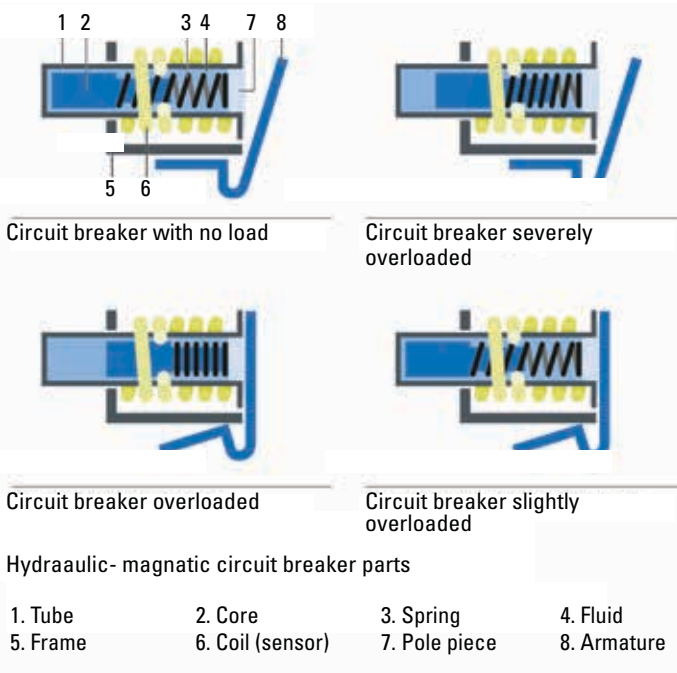 1 2 3 4 7 8
5 6
Circuit breaker with no load
Circuit breaker severely
overloaded
Circuit breaker overloaded
Circuit breaker slightly
overloaded
Hydraaulic- magnatic circuit breaker parts
1. Tube 2. Core 3. Spring 4. Fluid
5. Frame 6. Coil (sensor) 7. Pole piece 8. Armature